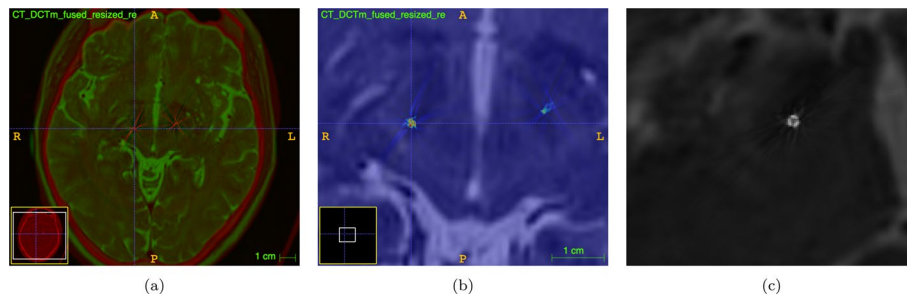 CT_DCTm_fused_resized_re
A
R
L
P
1 cm
CT_DCTm_fused_resized_re
A
R
L
P
1 cm
(a)
(b)
(c)